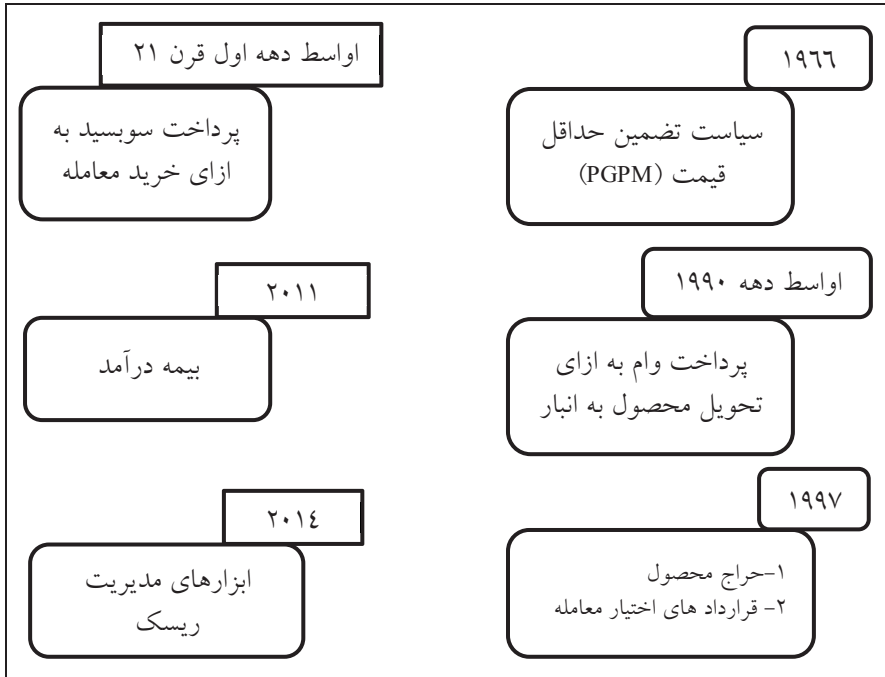 ۱۹٦٦
سیاست تضمین حداقل
قیمت (PGPM)
اواسط دهه ۱۹۹۰
پرداخت وام به ازای
تحویل محصول به انبار
۱۹۹۷
۱-حراج محصول
۲- قرارداد های اختیار معامله
اواسط دهه اول قرن ۲۱
پرداخت سوبسید به
ازای خرید معامله
۲۰۱۱
بیمه درآمد
۲۰۱٤
ابزارهای مدیریت
ریسک